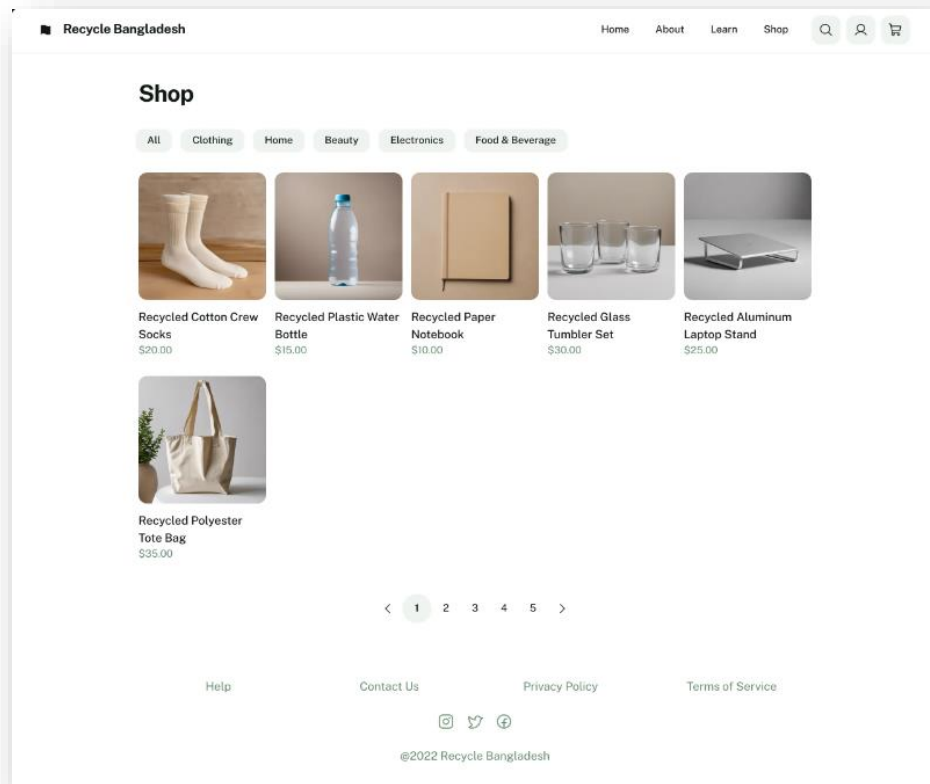 Recycle Bangladesh
Home About Learn Shop
Shop
All Clothing Home Beauty Electronics Food & Beverage
Recycled Cotton Crew Socks
$20.00
Recycled Plastic Water Bottle
$15.00
Recycled Paper Notebook
$10.00
Recycled Glass Tumbler Set
$30.00
Recycled Aluminum Laptop Stand
$25.00
Recycled Polyester Tote Bag
$35.00
1 2 3 4 5
Help Contact Us Privacy Policy Terms of Service
@2022 Recycle Bangladesh